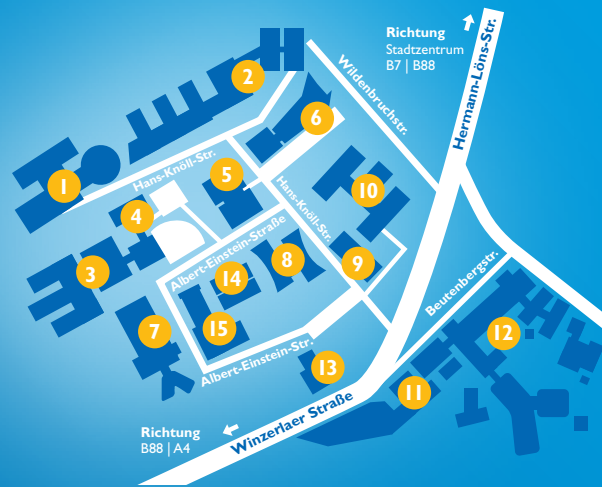 Richtung
Stadtzentrum
B7 | B88
Hermann-Löns-Str.
Wildenbruchstr.
2
6
Hans-Knöll-Str.
1
5
10
Hans-Knöll-Str.
4
Albert-Einstein-Straße
3
14
8
9
Beutenbergstr.
7
15
12
Albert-Einstein-Str.
13
11
Winzerlaer Straße
Richtung
B88 | A4